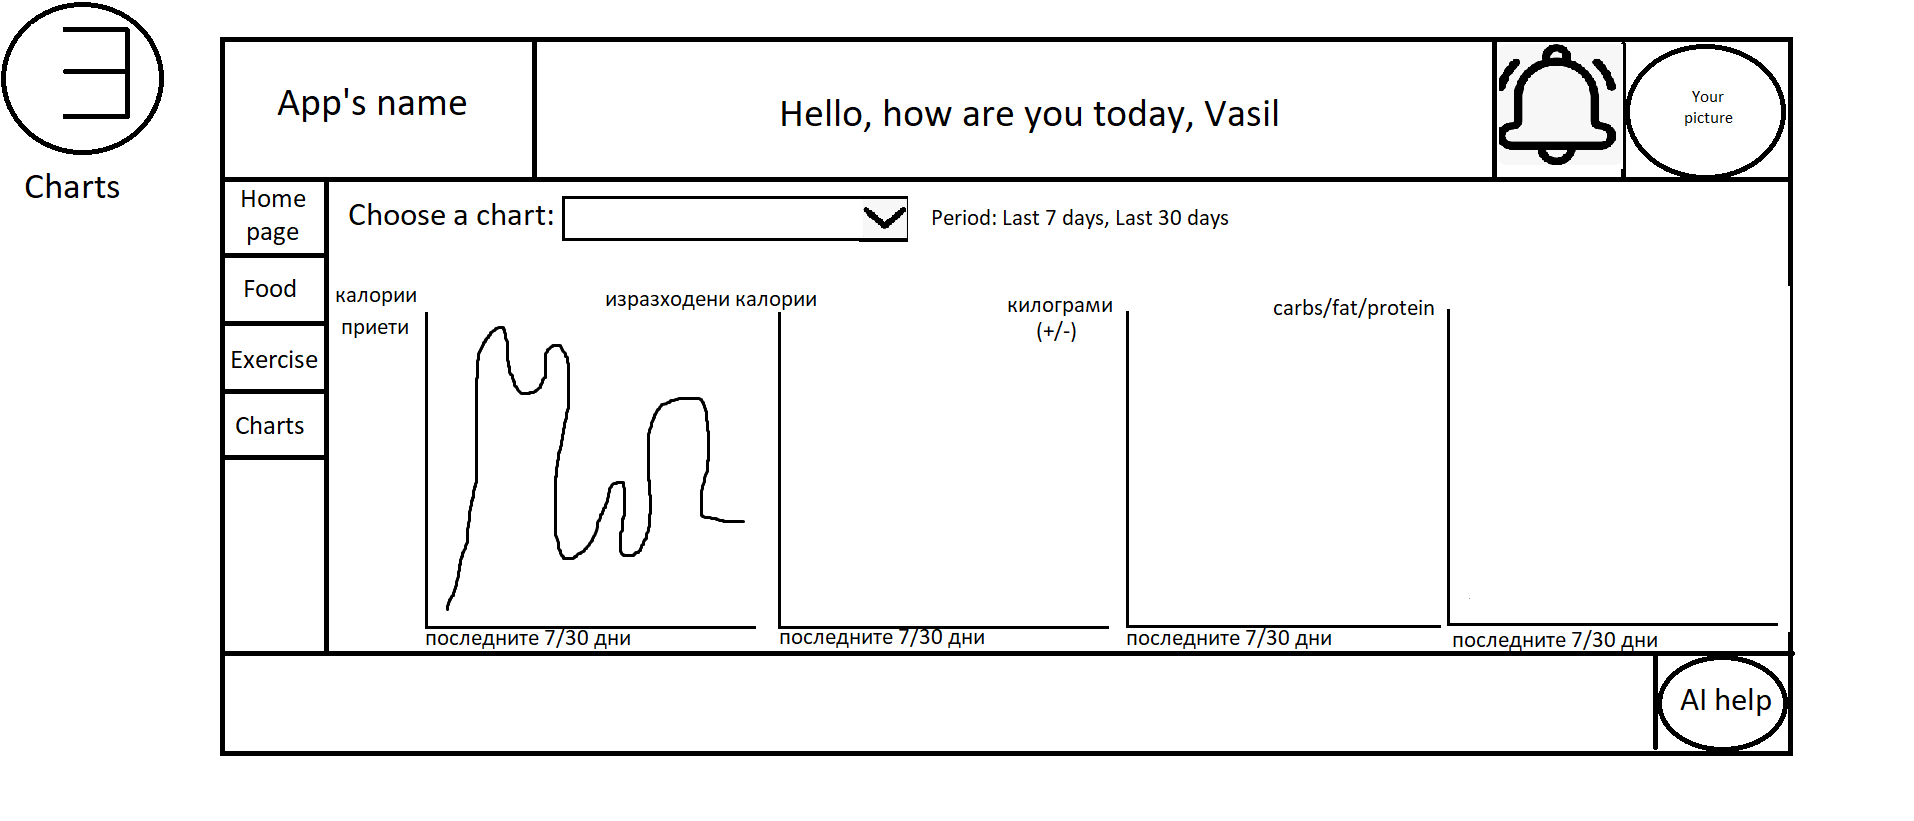 3
Charts
App's name
Hello, how are you today, Vasil
Your
picture
Home
page
Food
Exercise
Charts
Choose a chart:
Period: Last 7 days, Last 30 days
калории
приети
изразходени калории
килограми
(+/-)
carbs/fat/protein
последните 7/30 дни
последните 7/30 дни
последните 7/30 дни
последните 7/30 дни
AI help